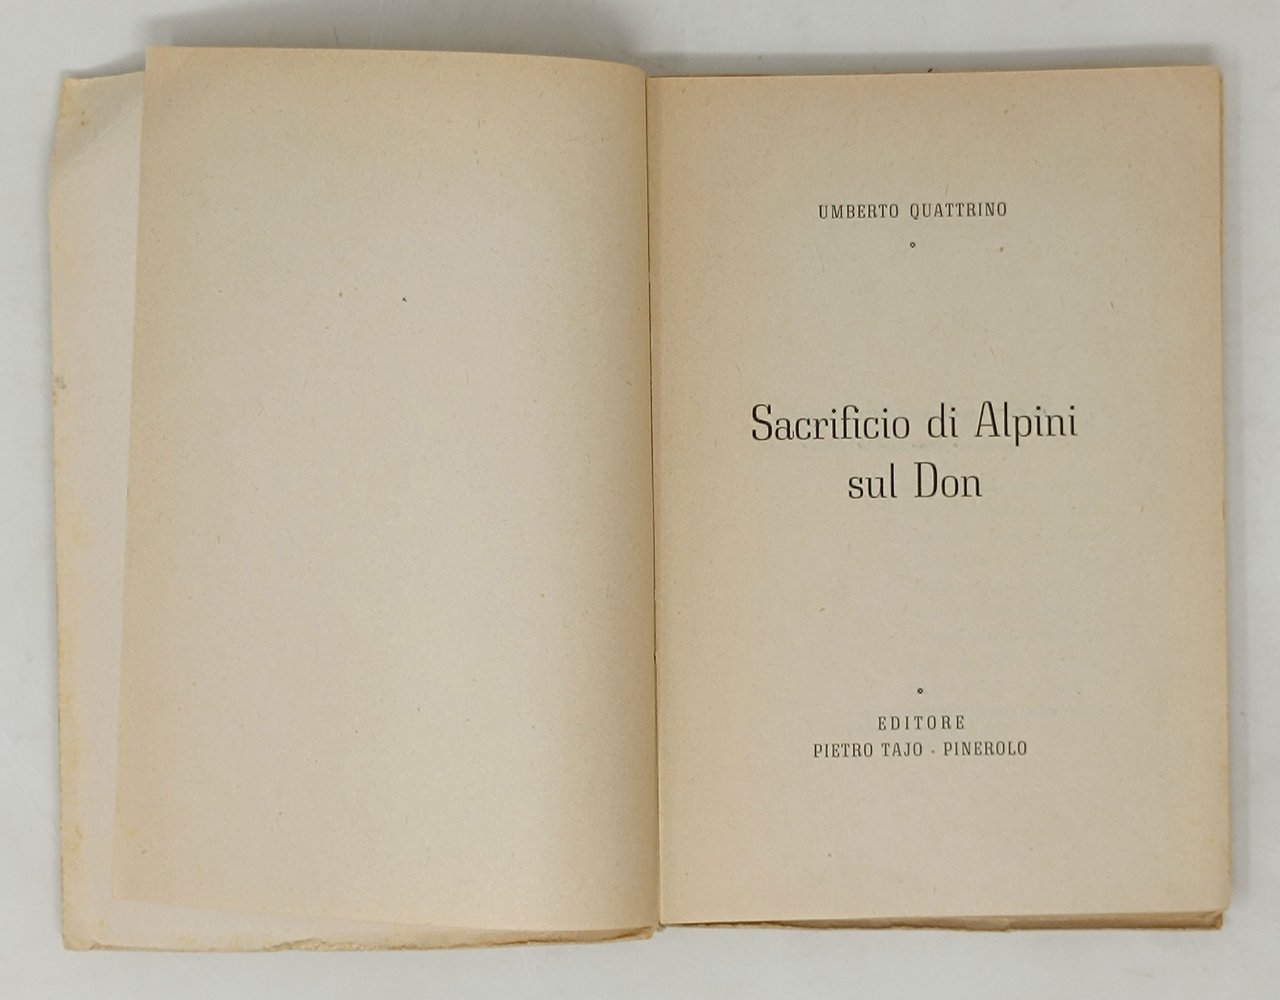 UMBERTO QUATTRINO
Sacrificio di Alpini
sul Don
EDITORE
PIETRO TAJO - PINEROLO